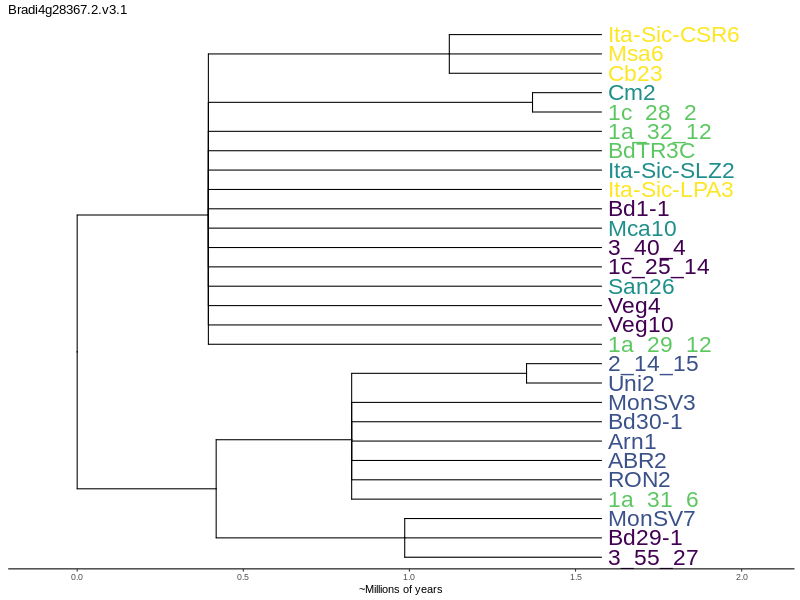 Bradi4g28367.2.v3.1
Ita-Sic-CSR6
Msa6
Cb23
Cm2
1c_28_2
1a_32_12
BdTR3C
Ita-Sic-SLZ2
Ita-Sic-LPA3
Bd1-1
Mca10
3_40_4
1c_25_14
San26
Veg4
Veg10
1a_29_12
2_14_15
Uni2
MonSV3
Bd30-1
Arn1
ABR2
RON2
1a_31_6
MonSV7
Bd29-1
3_55_27
0.0 0.5 1.0 1.5 2.0
~Millions of years